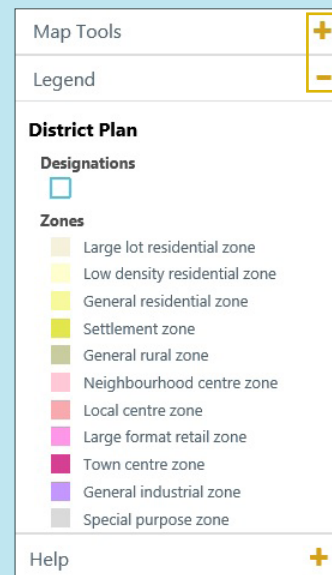 Map Tools +
Legend −
District Plan
Designations
Zones
Large lot residential zone
Low density residential zone
General residential zone
Settlement zone
General rural zone
Neighbourhood centre zone
Local centre zone
Large format retail zone
Town centre zone
General industrial zone
Special purpose zone
Help +